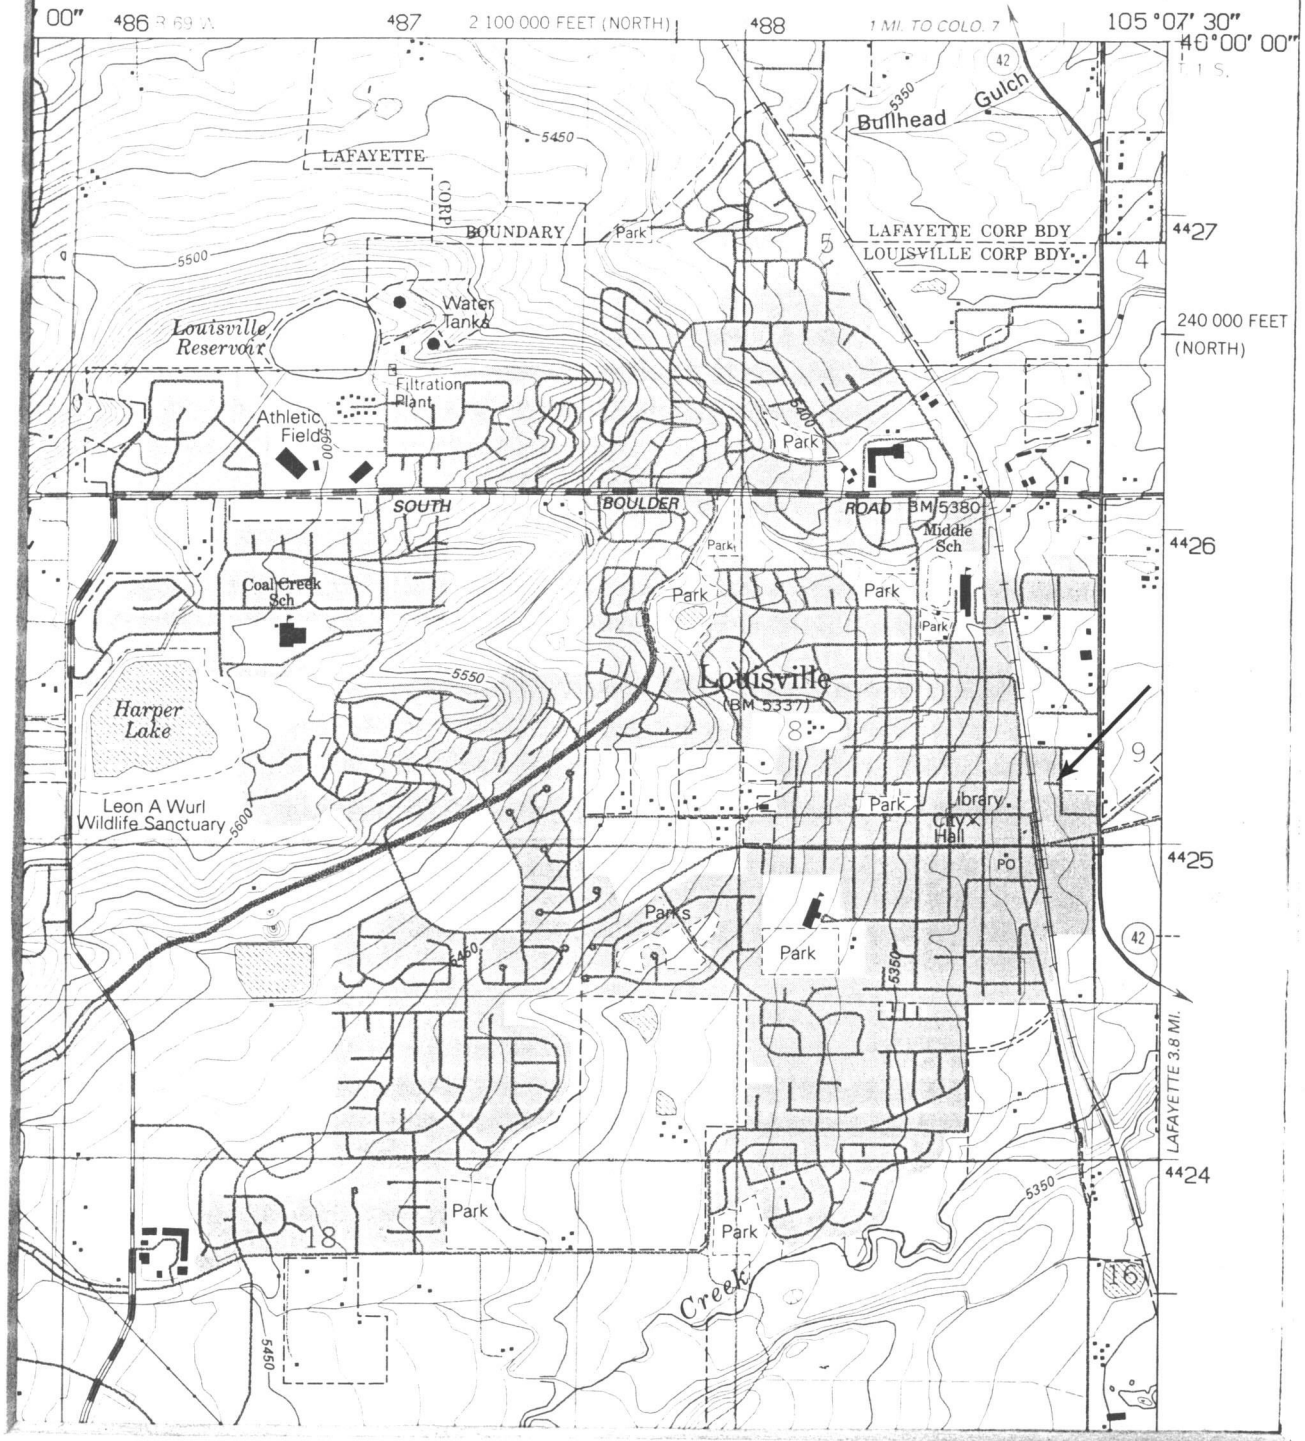 00"
486 R 69 W.
487
2 100 000 FEET (NORTH)
488
1 MI. TO COLO. 7
105°07' 30"
40°00' 00"
T. 1 S.
42
5350
Gulch
Bullhead
5450
LAFAYETTE
CORP
BOUNDARY
Park
6
5
LAFAYETTE CORP BDY
LOUISVILLE CORP BDY
4427
4
5500
Water
Tanks
Louisville
Reservoir
240 000 FEET
(NORTH)
Filtration
Plant
Athletic
Field
5600
5400
Park
SOUTH
BOULDER
ROAD
BM 5380
Middle
Sch
4426
Park
Coal Creek
Sch
Park
Park
Park
5550
Louisville
(BM 5337)
8
9
Harper
Lake
Leon A Wurl
Wildlife Sanctuary
5600
Park
Library
City
Hall
PO
4425
Parks
Park
5450
5350
42
LAFAYETTE 3.8 MI.
4424
5350
Park
18
Park
Creek
16
5450